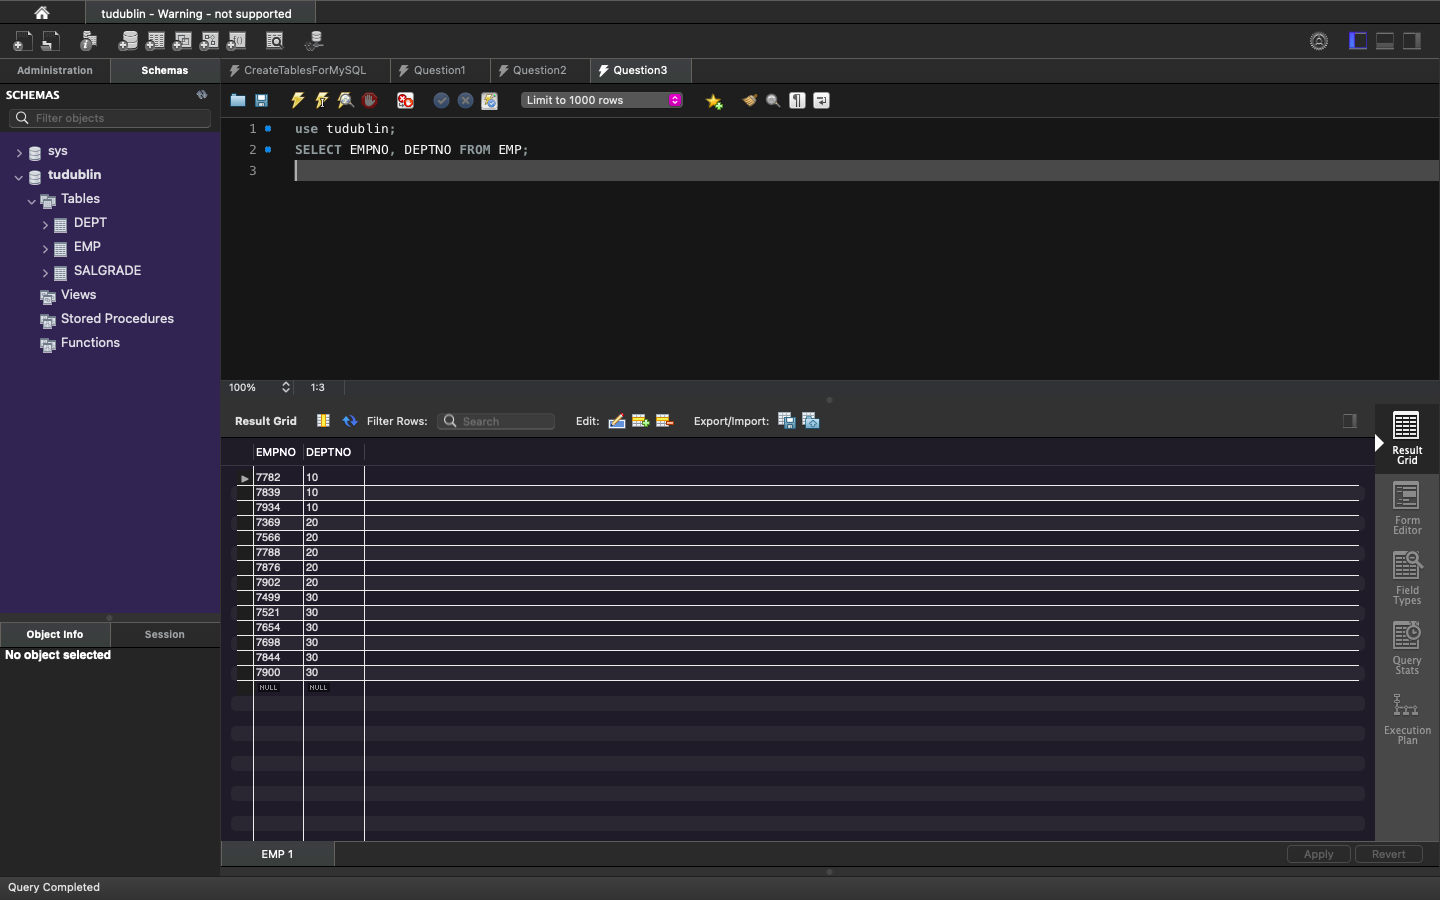 tudublin - Warning - not supported
Administration
Schemas
CreateTablesForMySQL
Question1
Question2
Question3
SCHEMAS
Filter objects
Limit to 1000 rows
1 use tudublin;
2 SELECT EMPNO, DEPTNO FROM EMP;
3
sys
tudublin
Tables
DEPT
EMP
SALGRADE
Views
Stored Procedures
Functions
100% 1:3
Result Grid Filter Rows: Search Edit: Export/Import:
EMPNO DEPTNO
7782 10
7839 10
7934 10
7369 20
7566 20
7788 20
7876 20
7902 20
7499 30
7521 30
7654 30
7698 30
7844 30
7900 30
NULL NULL
Result
Grid
Form
Editor
Field
Types
Query
Stats
Execution
Plan
Object Info
Session
No object selected
EMP 1
Apply
Revert
Query Completed